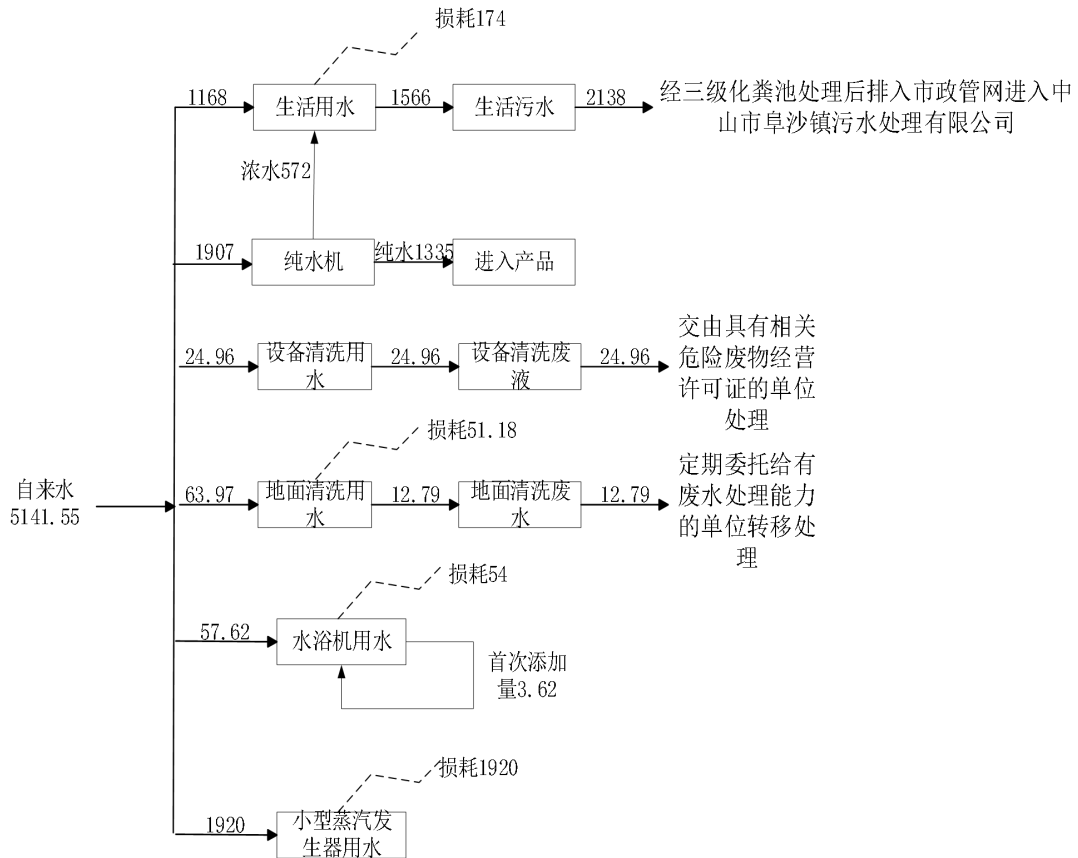 损耗174
1168
生活用水
1566
生活污水
2138
经三级化粪池处理后排入市政管网进入中
山市阜沙镇污水处理有限公司
浓水572
1907
纯水机
纯水1335
进入产品
24.96
设备清洗用
水
24.96
设备清洗废
液
24.96
交由具有相关
危险废物经营
许可证的单位
处理
损耗51.18
自来水
5141.55
63.97
地面清洗用
水
12.79
地面清洗废
水
12.79
定期委托给有
废水处理能力
的单位转移处
理
损耗54
57.62
水浴机用水
首次添加
量3.62
损耗1920
1920
小型蒸汽发
生器用水